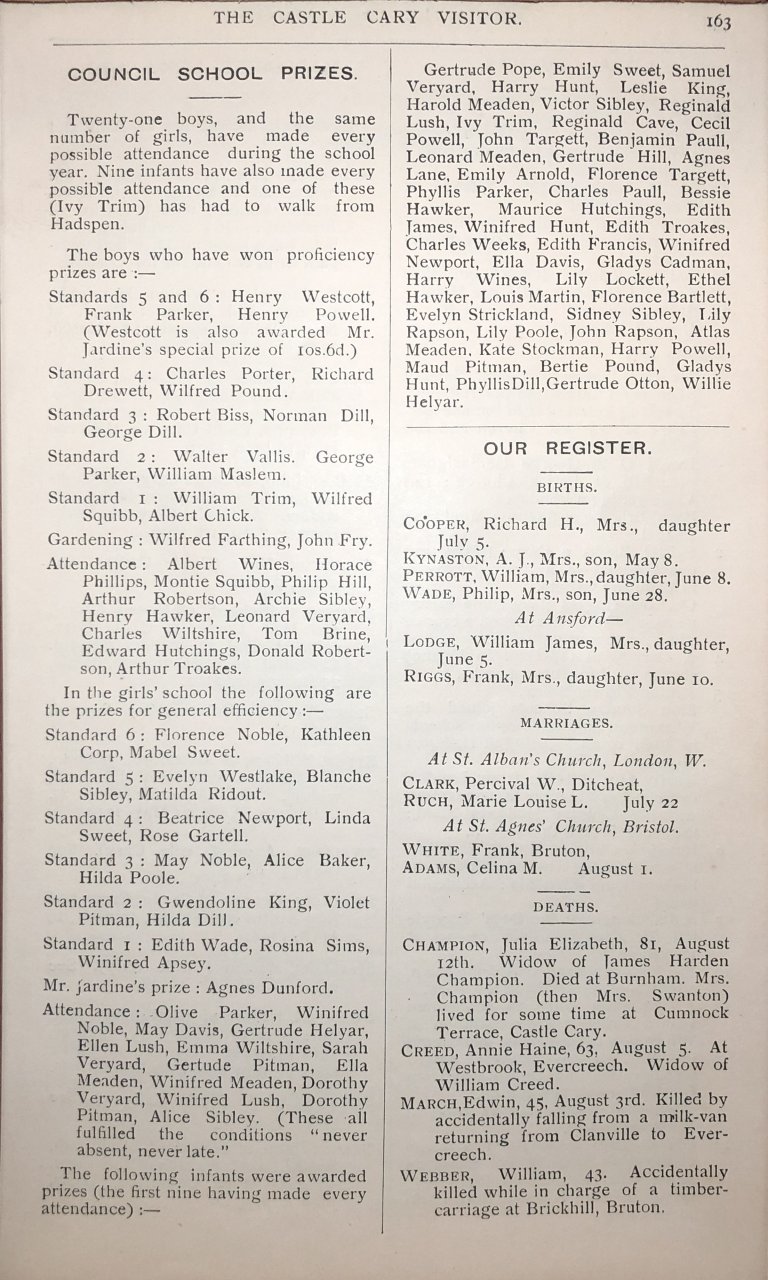 THE CASTLE CARY VISITOR.
163
COUNCIL SCHOOL PRIZES.
Twenty-one boys, and the same
number of girls, have made every
possible attendance during the school
year. Nine infants have also made every
possible attendance and one of these
(Ivy Trim) has had to walk from
Hadspen.
The boys who have won proficiency
prizes are :—
Standards 5 and 6 : Henry Westcott,
Frank Parker, Henry Powell.
(Westcott is also awarded Mr.
Jardine's special prize of 10s.6d.)
Standard 4 : Charles Porter, Richard
Drewett, Wilfred Pound.
Standard 3 : Robert Biss, Norman Dill,
George Dill.
Standard 2 : Walter Vallis. George
Parker, William Maslem.
Standard 1 : William Trim, Wilfred
Squibb, Albert Chick.
Gardening : Wilfred Farthing, John Fry.
Attendance : Albert Wines, Horace
Phillips, Montie Squibb, Philip Hill,
Arthur Robertson, Archie Sibley,
Henry Hawker, Leonard Veryard,
Charles Wiltshire, Tom Brine,
Edward Hutchings, Donald Robert-
son, Arthur Troakes.
In the girls' school the following are
the prizes for general efficiency :—
Standard 6 : Florence Noble, Kathleen
Corp, Mabel Sweet.
Standard 5 : Evelyn Westlake, Blanche
Sibley, Matilda Ridout.
Standard 4 : Beatrice Newport, Linda
Sweet, Rose Gartell.
Standard 3 : May Noble, Alice Baker,
Hilda Poole.
Standard 2 : Gwendoline King, Violet
Pitman, Hilda Dill.
Standard 1 : Edith Wade, Rosina Sims,
Winifred Apsey.
Mr. Jardine's prize : Agnes Dunford.
Attendance : Olive Parker, Winifred
Noble, May Davis, Gertrude Helyar,
Ellen Lush, Emma Wiltshire, Sarah
Veryard, Gertude Pitman, Ella
Meaden, Winifred Meaden, Dorothy
Veryard, Winifred Lush, Dorothy
Pitman, Alice Sibley. (These all
fulfilled the conditions "never
absent, never late."
The following infants were awarded
prizes (the first nine having made every
attendance) :—
Gertrude Pope, Emily Sweet, Samuel
Veryard, Harry Hunt, Leslie King,
Harold Meaden, Victor Sibley, Reginald
Lush, Ivy Trim, Reginald Cave, Cecil
Powell, John Targett, Benjamin Paull,
Leonard Meaden, Gertrude Hill, Agnes
Lane, Emily Arnold, Florence Targett,
Phyllis Parker, Charles Paull, Bessie
Hawker, Maurice Hutchings, Edith
James, Winifred Hunt, Edith Troakes,
Charles Weeks, Edith Francis, Winifred
Newport, Ella Davis, Gladys Cadman,
Harry Wines, Lily Lockett, Ethel
Hawker, Louis Martin, Florence Bartlett,
Evelyn Strickland, Sidney Sibley, Lily
Rapson, Lily Poole, John Rapson, Atlas
Meaden, Kate Stockman, Harry Powell,
Maud Pitman, Bertie Pound, Gladys
Hunt, Phyllis Dill, Gertrude Otton, Willie
Helyar.
OUR REGISTER.
BIRTHS.
COOPER, Richard H., Mrs., daughter
July 5.
KYNASTON, A. J., Mrs., son, May 8.
PERROTT, William, Mrs., daughter, June 8.
WADE, Philip, Mrs., son, June 28.
At Ansford—
LODGE, William James, Mrs., daughter,
June 5.
RIGGS, Frank, Mrs., daughter, June 10.
MARRIAGES.
At St. Alban's Church, London, W.
CLARK, Percival W., Ditcheat,
RUCH, Marie Louise L. July 22
At St. Agnes' Church, Bristol.
WHITE, Frank, Bruton,
ADAMS, Celina M. August 1.
DEATHS.
CHAMPION, Julia Elizabeth, 81, August
12th. Widow of James Harden
Champion. Died at Burnham. Mrs.
Champion (then Mrs. Swanton)
lived for some time at Cumnock
Terrace, Castle Cary.
CREED, Annie Haine, 63, August 5. At
Westbrook, Evercreech. Widow of
William Creed.
MARCH, Edwin, 45, August 3rd. Killed by
accidentally falling from a milk-van
returning from Clanville to Ever-
creech.
WEBBER, William, 43. Accidentally
killed while in charge of a timber-
carriage at Brickhill, Bruton.